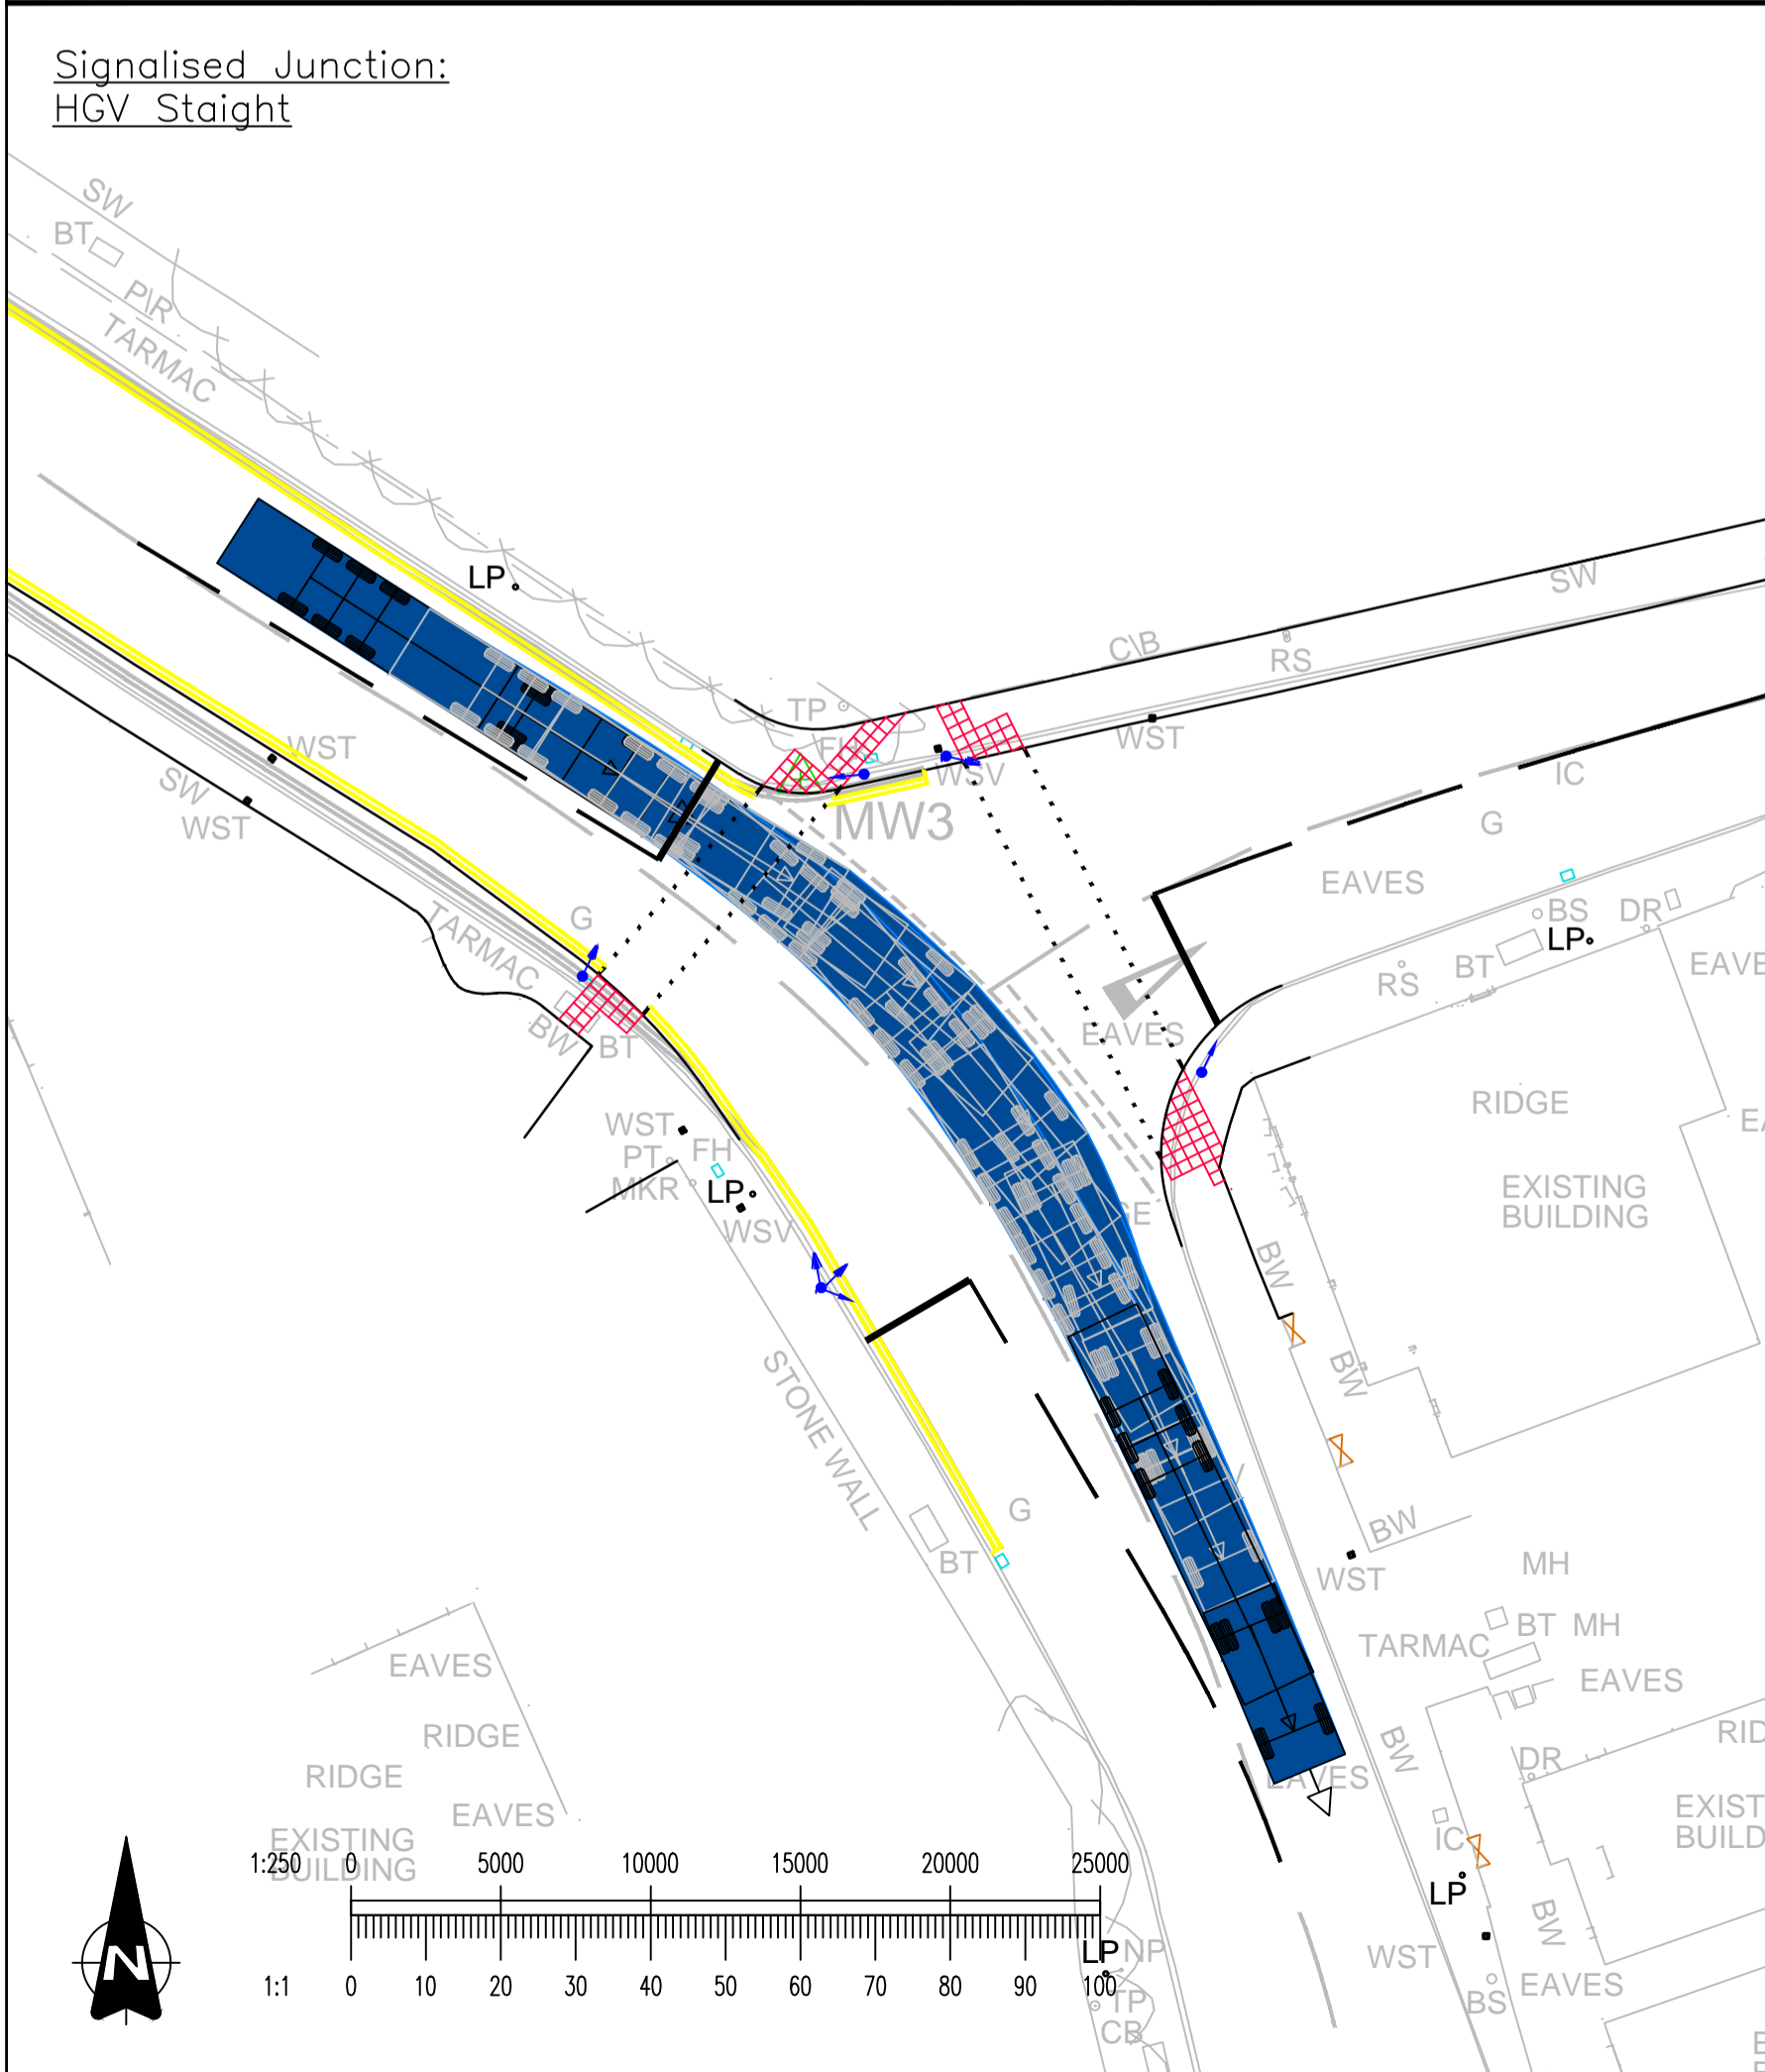 Signalised Junction:
HGV Staight
SW
BT
P\R
TARMAC
LP
SW
C\B
RS
TP
WST
WST
WSV
IC
SW
WST
MW3
G
EAVES
G
BS
DR
LP
TARMAC
BT
RS
EAVES
BW
BT
RIDGE
WST
FH
PT
MKR
LP
WSV
EXISTING
BUILDING
BW
BW
STONE WALL
G
BW
BT
MH
WST
BT MH
TARMAC
EAVES
EAVES
RIDGE
BW
RIDGE
DR
EAVES
EAVES
EXISTING
BUILDING
IC
1:250 0 5000 10000 15000 20000 25000
LP
BW
N
LP NP
WST
1:1 0 10 20 30 40 50 60 70 80 90 100
EAVES
TP
BS
CB